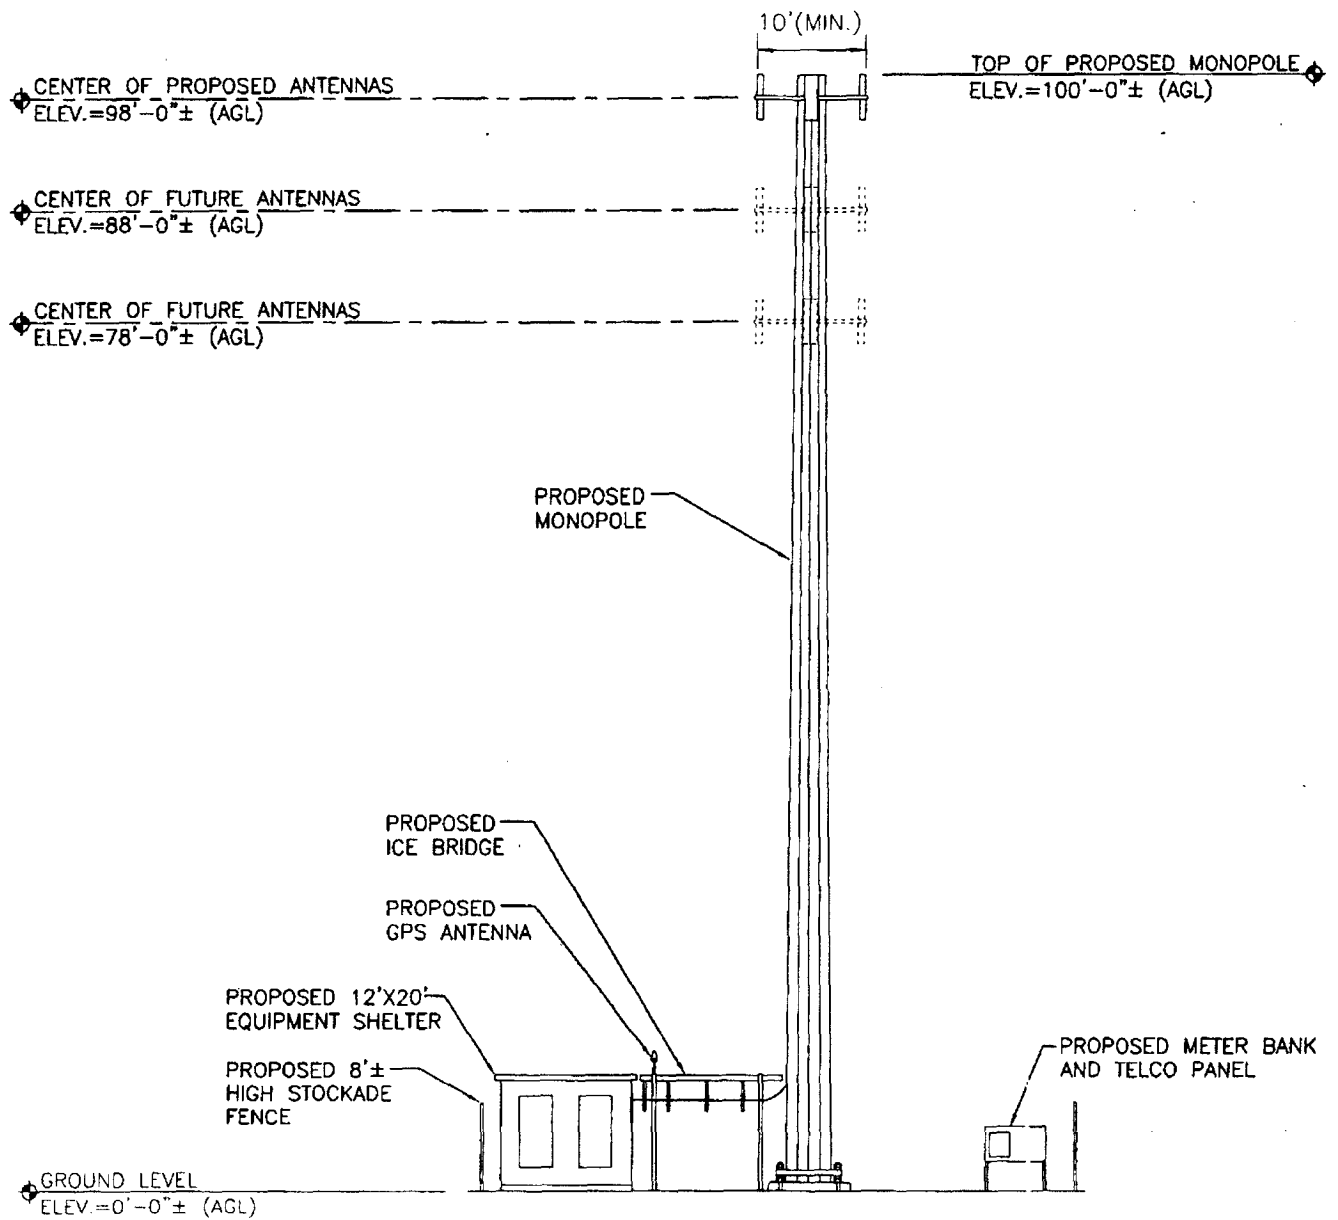 10'(MIN.)
TOP OF PROPOSED MONOPOLE
ELEV.=100'-0"± (AGL)
CENTER OF PROPOSED ANTENNAS
ELEV.=98'-0"± (AGL)
CENTER OF FUTURE ANTENNAS
ELEV.=88'-0"± (AGL)
CENTER OF FUTURE ANTENNAS
ELEV.=78'-0"± (AGL)
PROPOSED
MONOPOLE
PROPOSED
ICE BRIDGE
PROPOSED
GPS ANTENNA
PROPOSED 12'X20'
EQUIPMENT SHELTER
PROPOSED 8'±
HIGH STOCKADE
FENCE
PROPOSED METER BANK
AND TELCO PANEL
GROUND LEVEL
ELEV.=0'-0"± (AGL)